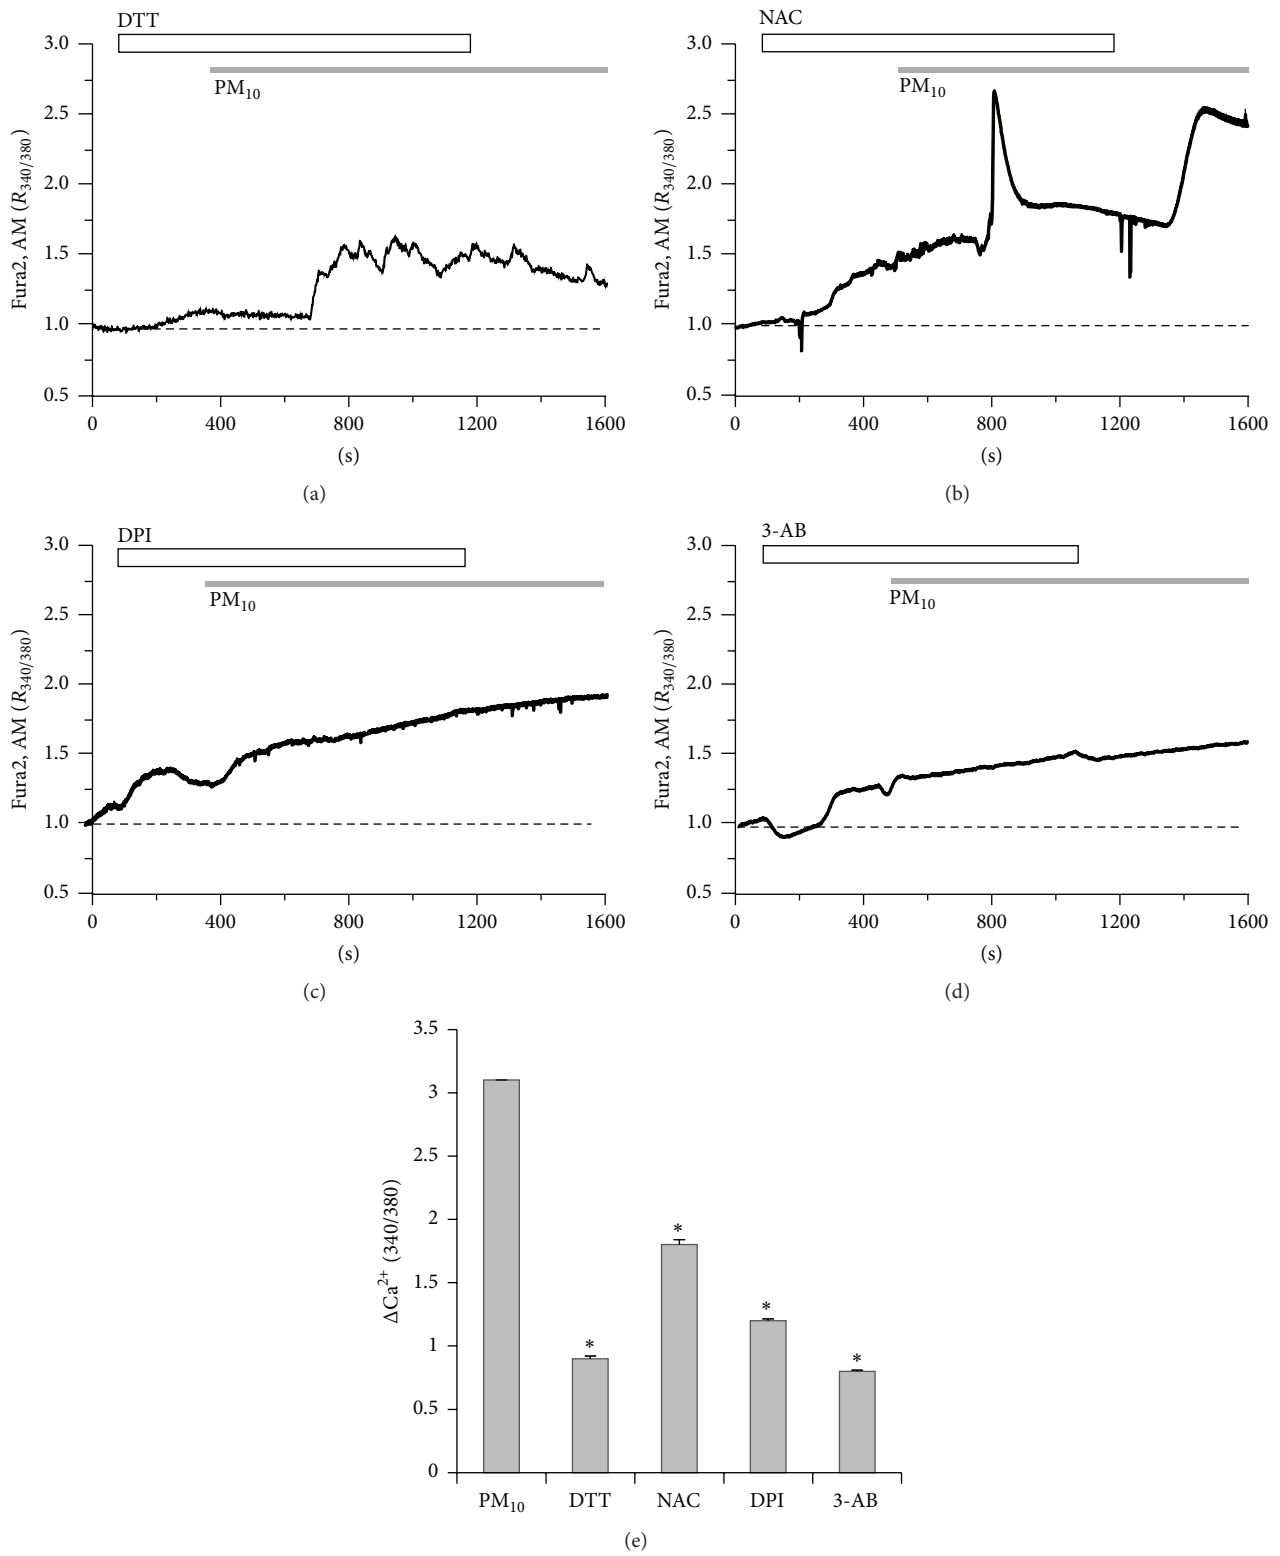 DTT
3.0
2.5
2.0
1.5
1.0
0.5
PM10
Fura2, AM (R340/380)
0 400 800 1200 1600
(s)
(a)
NAC
3.0
2.5
2.0
1.5
1.0
0.5
PM10
Fura2, AM (R340/380)
0 400 800 1200 1600
(s)
(b)
DPI
3.0
2.5
2.0
1.5
1.0
0.5
PM10
Fura2, AM (R340/380)
0 400 800 1200 1600
(s)
(c)
3-AB
3.0
2.5
2.0
1.5
1.0
0.5
PM10
Fura2, AM (R340/380)
0 400 800 1200 1600
(s)
(d)
3.5
3
2.5
2
1.5
1
0.5
0
ΔCa2+ (340/380)
*
*
*
*
PM10 DTT NAC DPI 3-AB
(e)